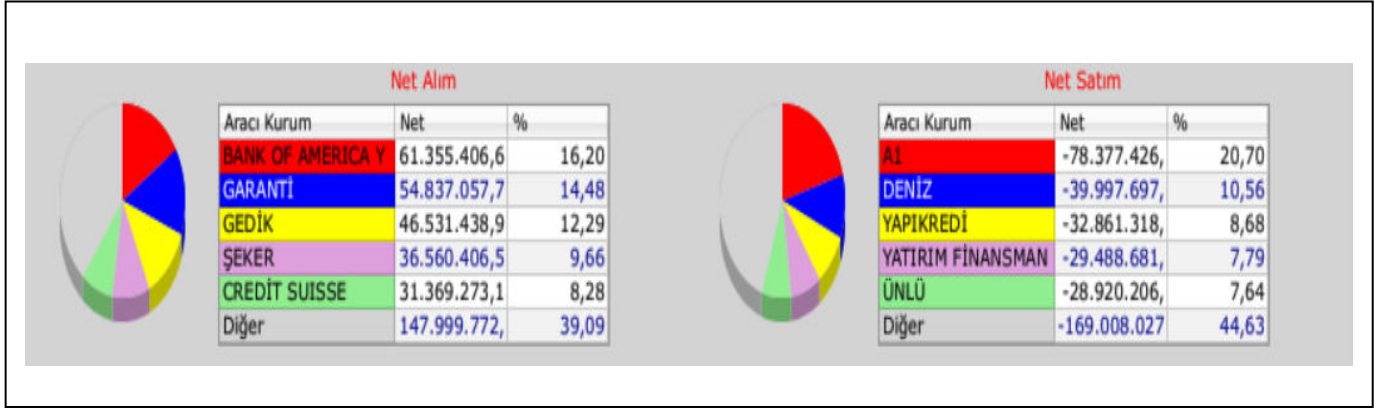 Net Alım
Aracı Kurum Net %
BANK OF AMERICA Y 61.355.406,6 16,20
GARANTİ 54.837.057,7 14,48
GEDİK 46.531.438,9 12,29
ŞEKER 36.560.406,5 9,66
CREDİT SUISSE 31.369.273,1 8,28
Diğer 147.999.772, 39,09
Net Satım
Aracı Kurum Net %
A1 -78.377.426, 20,70
DENİZ -39.997.697, 10,56
YAPIKREDİ -32.861.318, 8,68
YATIRIM FİNANSMAN -29.488.681, 7,79
ÜNLÜ -28.920.206, 7,64
Diğer -169.008.027 44,63